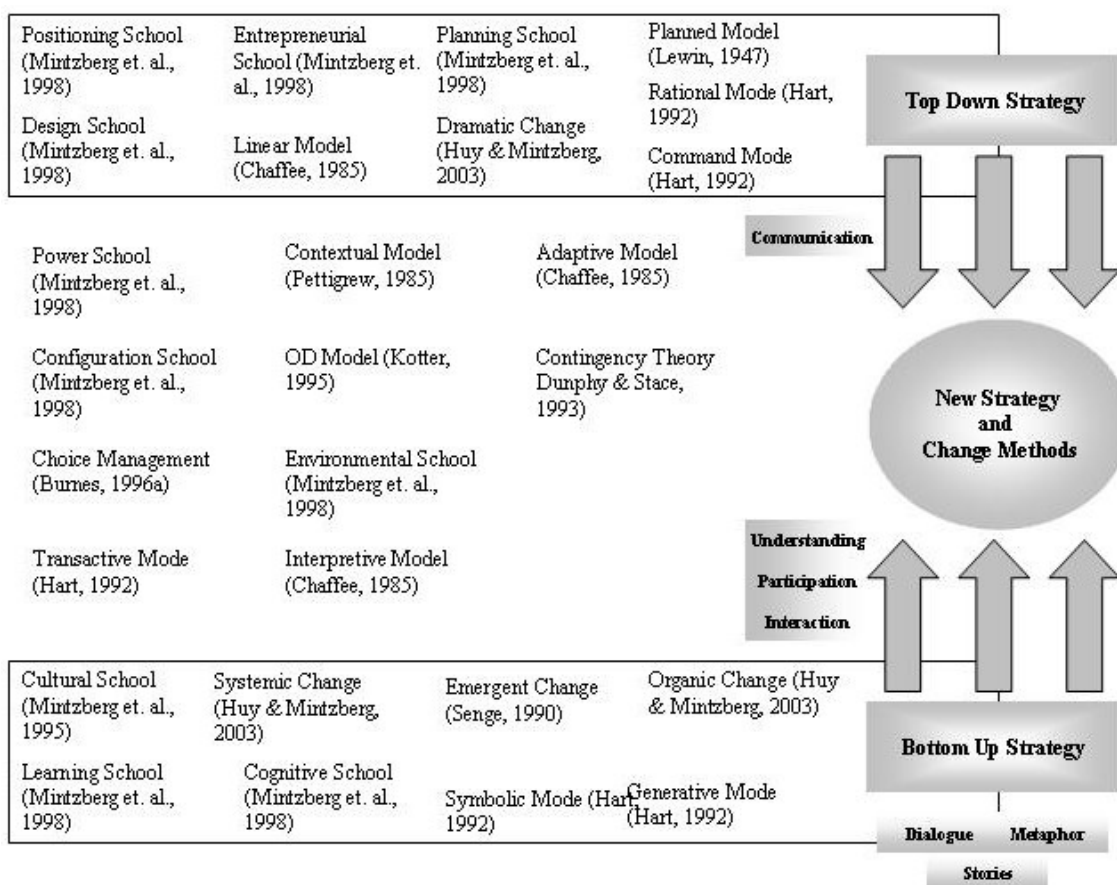 Positioning School
(Mintzberg et. al.,
1998)
Entrepreneurial
School (Mintzberg et.
al., 1998)
Planning School
(Mintzberg et. al.,
1998)
Planned Model
(Lewin, 1947)
Rational Mode (Hart,
1992)
Design School
(Mintzberg et. al.,
1998)
Linear Model
(Chaffee, 1985)
Dramatic Change
(Huy & Mintzberg,
2003)
Command Mode
(Hart, 1992)
Top Down Strategy
Communication
Power School
(Mintzberg et. al.,
1998)
Contextual Model
(Pettigrew, 1985)
Adaptive Model
(Chaffee, 1985)
Configuration School
(Mintzberg et. al.,
1998)
OD Model (Kotter,
1995)
Contingency Theory
Dunphy & Stace,
1993)
New Strategy
and
Change Methods
Choice Management
(Burnes, 1996a)
Environmental School
(Mintzberg et. al.,
1998)
Transactive Mode
(Hart, 1992)
Interpretive Model
(Chaffee, 1985)
Understanding
Participation
Interaction
Cultural School
(Mintzberg et. al.,
1995)
Systemic Change
(Huy & Mintzberg,
2003)
Emergent Change
(Senge, 1990)
Organic Change (Huy
& Mintzberg, 2003)
Learning School
(Mintzberg et. al.,
1998)
Cognitive School
(Mintzberg et. al.,
1998)
Symbolic Mode (Hart,
1992)
Generative Mode
(Hart, 1992)
Bottom Up Strategy
Dialogue
Metaphor
Stories